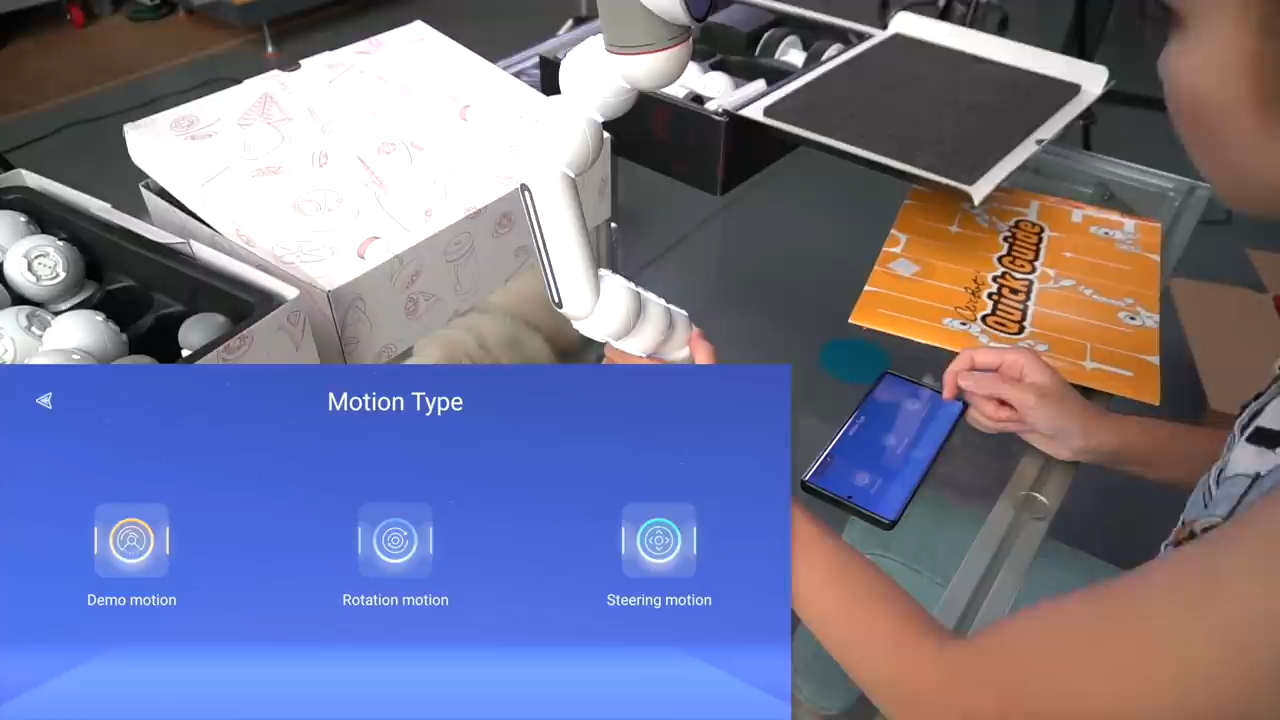 Quick Guide
Motion Type
Demo motion
Rotation motion
Steering motion